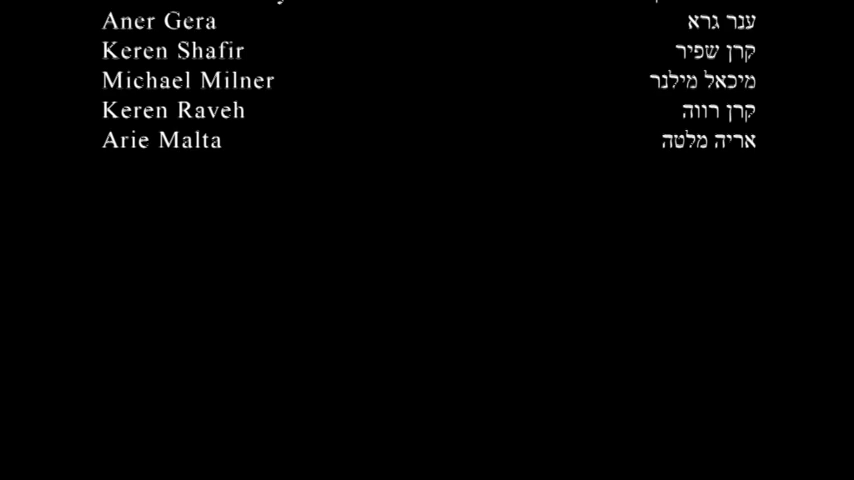 Aner Gera ענר גרא
Keren Shafir קרן שפיר
Michael Milner מיכאל מילנר
Keren Raveh קרן רווה
Arie Malta אריה מלטה